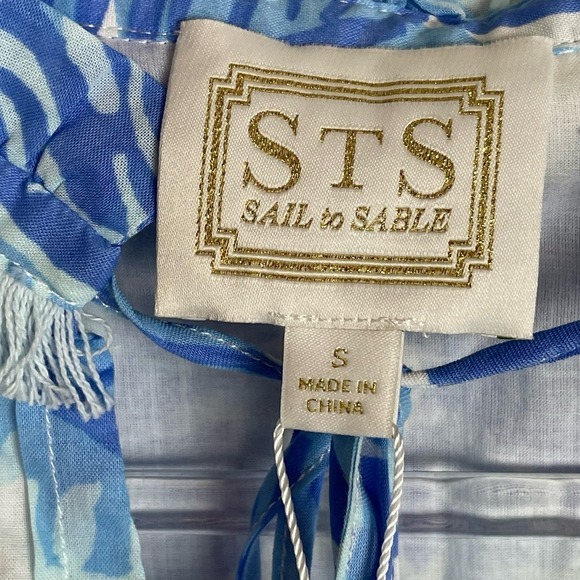 STS
SAIL to SABLE
S
MADE IN
CHINA